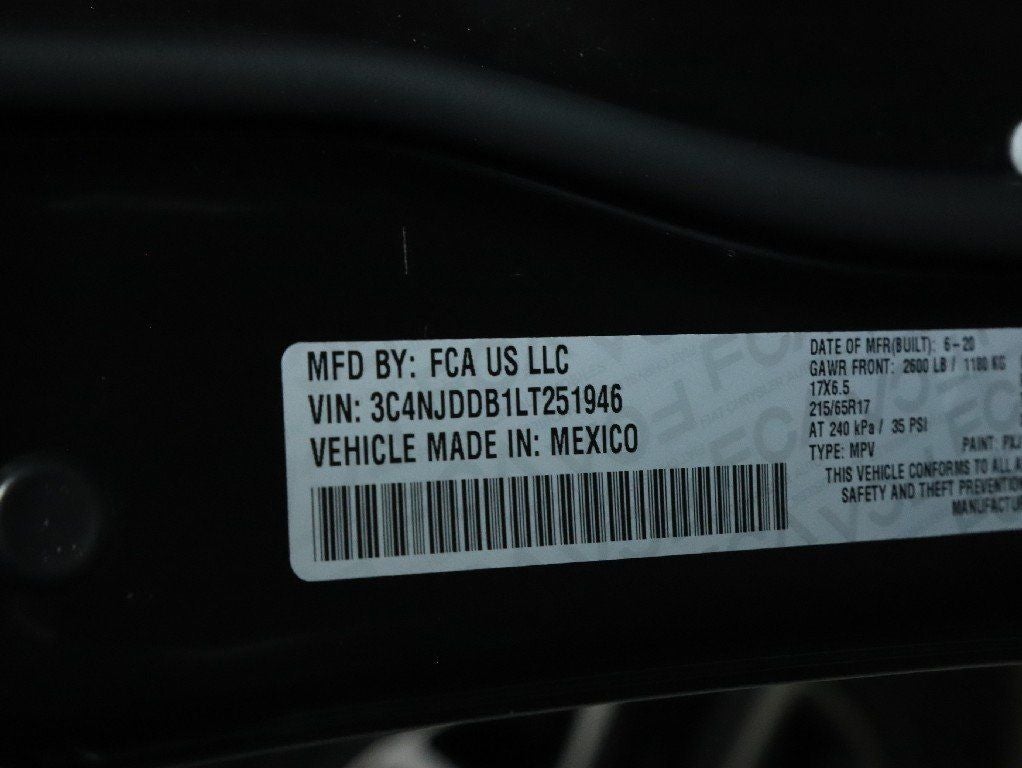 MFD BY: FCA US LLC
VIN: 3C4NJDDB1LT251946
VEHICLE MADE IN: MEXICO
DATE OF MFR(BUILT): 6-20
GAWR FRONT: 2600 LB / 1180 KG
17X6.5
215/65R17
AT 240 kPa / 35 PSI
TYPE: MPV
PAINT:
THIS VEHICLE CONFORMS TO ALL A
SAFETY AND THEFT PREVENTION
MANUFACTUR